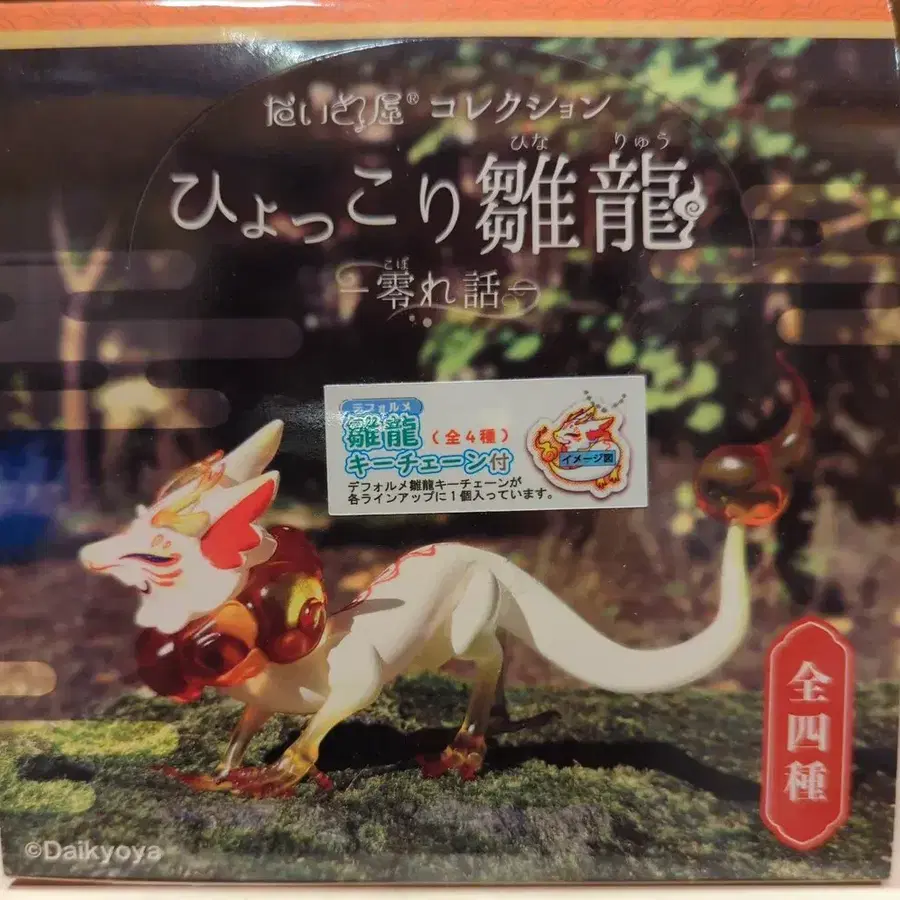 だいきょ屋® コレクション
ひな りゅう
ひょっこり雛龍
こぼ
-零れ話-
デフォルメ
雛龍(全4種)
キーチェーン付
イメージ図
デフォルメ雛龍キーチェーンが
各ラインアップに1個入っています。
全四種
©Daikyoya